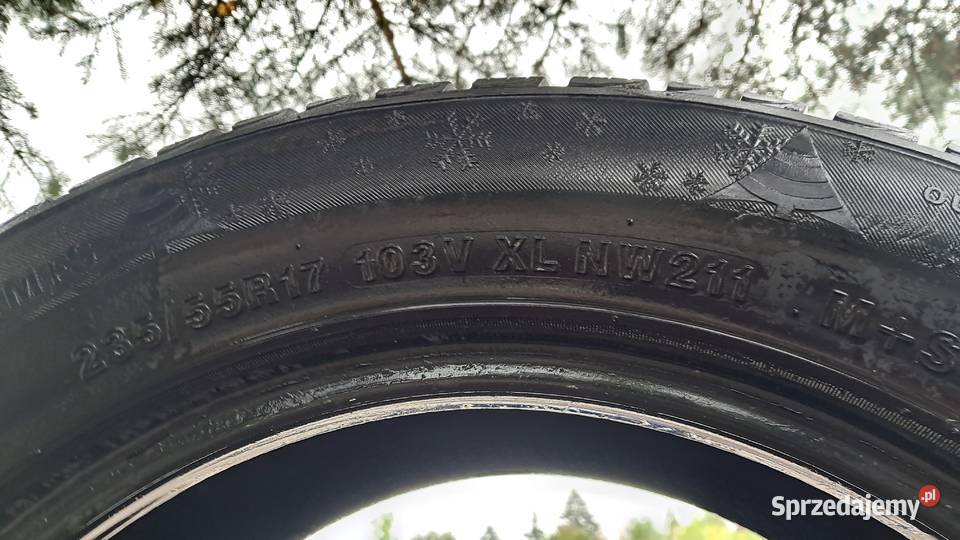 235/55R17 103V XL NW211 M+S
Sprzedajemy.pl